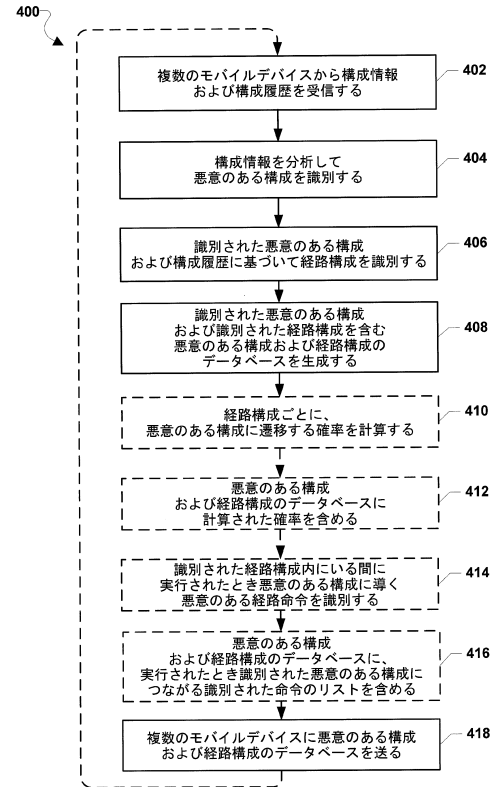 400
複数のモバイルデバイスから構成情報
および構成履歴を受信する
402
構成情報を分析して
悪意のある構成を識別する
404
識別された悪意のある構成
および構成履歴に基づいて経路構成を識別する
406
識別された悪意のある構成
および識別された経路構成を含む
悪意のある構成および経路構成の
データベースを生成する
408
経路構成ごとに、
悪意のある構成に遷移する確率を計算する
410
悪意のある構成
および経路構成のデータベースに
計算された確率を含める
412
識別された経路構成内にいる間に
実行されたとき悪意のある構成に導く
悪意のある経路命令を識別する
414
悪意のある構成
および経路構成のデータベースに、
実行されたとき識別された悪意のある構成に
つながる識別された命令のリストを含める
416
複数のモバイルデバイスに悪意のある構成
および経路構成のデータベースを送る
418